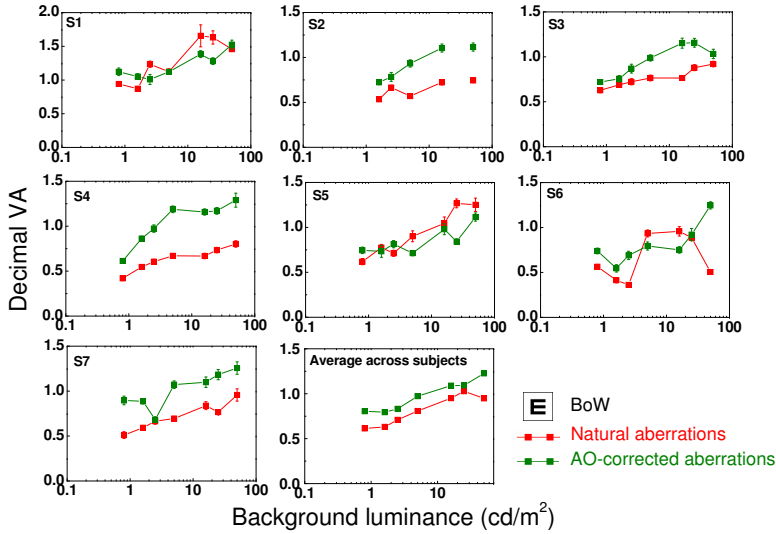 S1
2.0
1.5
1.0
0.5
0.0
0.1 1 10 100
S2
1.5
1.0
0.5
0.0
0.1 1 10 100
S3
1.5
1.0
0.5
0.0
0.1 1 10 100
Decimal VA
S4
1.5
1.0
0.5
0.0
0.1 1 10 100
S5
1.5
1.0
0.5
0.0
0.1 1 10 100
S6
1.5
1.0
0.5
0.0
0.1 1 10 100
S7
1.5
1.0
0.5
0.0
0.1 1 10 100
Average across subjects
1.5
1.0
0.5
0.0
0.1 1 10 100
E BoW
Natural aberrations
AO-corrected aberrations
Background luminance (cd/m²)